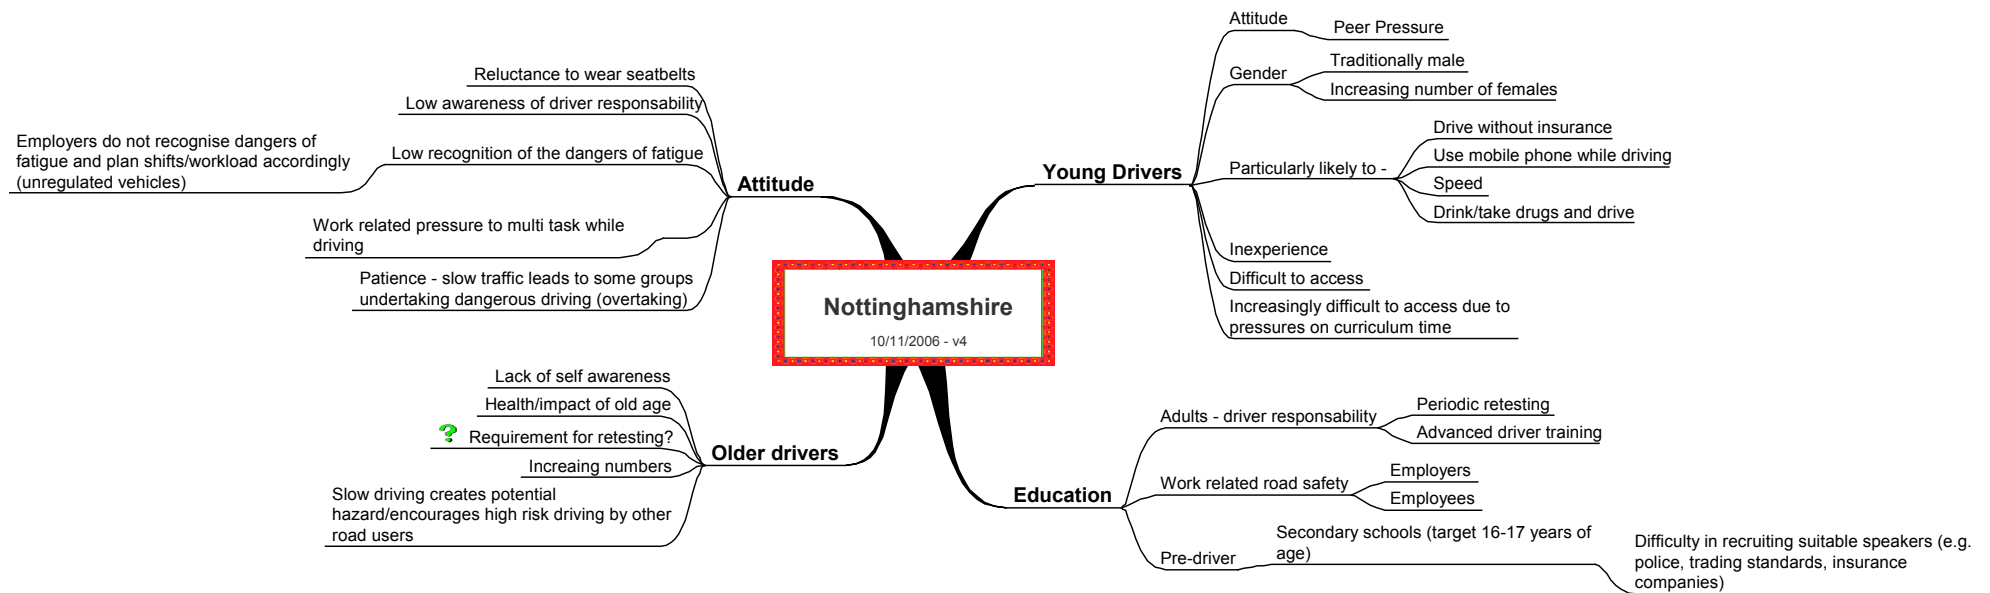 Nottinghamshire
10/11/2006 - v4
Young Drivers
Attitude
Peer Pressure
Gender
Traditionally male
Increasing number of females
Particularly likely to -
Drive without insurance
Use mobile phone while driving
Speed
Drink/take drugs and drive
Inexperience
Difficult to access
Increasingly difficult to access due to
pressures on curriculum time
Education
Adults - driver responsability
Periodic retesting
Advanced driver training
Work related road safety
Employers
Employees
Pre-driver
Secondary schools (target 16-17 years of
age)
Difficulty in recruiting suitable speakers (e.g.
police, trading standards, insurance
companies)
Attitude
Reluctance to wear seatbelts
Low awareness of driver responsability
Low recognition of the dangers of fatigue
Employers do not recognise dangers of
fatigue and plan shifts/workload accordingly
(unregulated vehicles)
Work related pressure to multi task while
driving
Patience - slow traffic leads to some groups
undertaking dangerous driving (overtaking)
Older drivers
Lack of self awareness
Health/impact of old age
? Requirement for retesting?
Increaing numbers
Slow driving creates potential
hazard/encourages high risk driving by other
road users